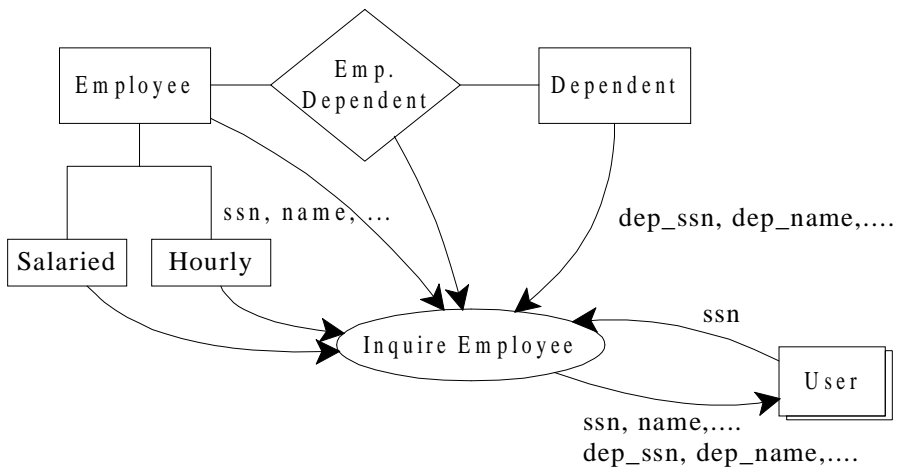 Employee
Emp.
Dependent
Dependent
ssn, name, ...
dep_ssn, dep_name,....
Salaried
Hourly
ssn
Inquire Employee
User
ssn, name,....
dep_ssn, dep_name,....